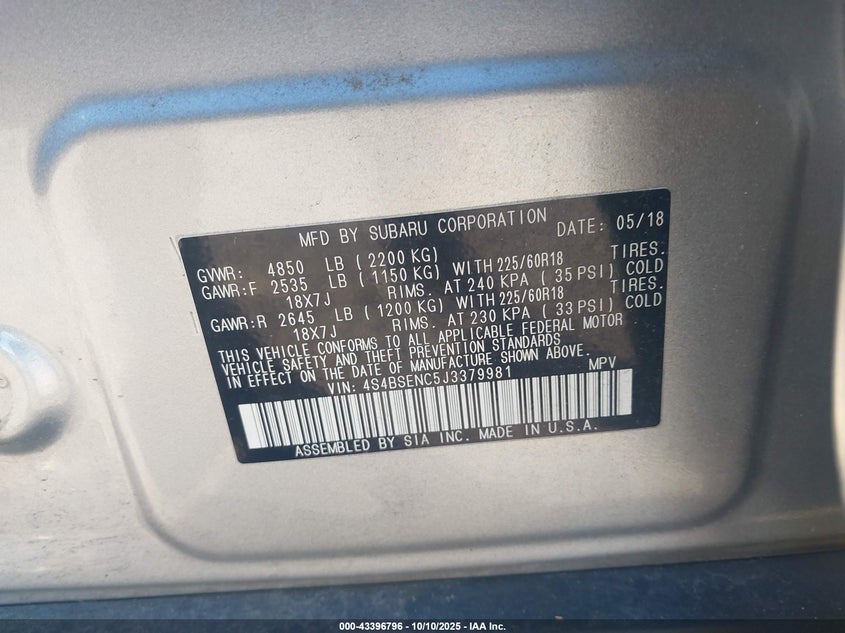 MFD BY SUBARU CORPORATION DATE: 05/18
GVWR: 4850 LB ( 2200 KG)
GAWR:F 2535 LB ( 1150 KG) WITH 225/60R18 TIRES.
18X7J RIMS. AT 240 KPA ( 35 PSI) COLD
GAWR:R 2645 LB ( 1200 KG) WITH 225/60R18 TIRES.
18X7J RIMS. AT 230 KPA ( 33 PSI) COLD
THIS VEHICLE CONFORMS TO ALL APPLICABLE FEDERAL MOTOR
VEHICLE SAFETY AND THEFT PREVENTION STANDARDS
IN EFFECT ON THE DATE OF MANUFACTURE SHOWN ABOVE.
VIN: 4S4BSENC5J3379981 MPV
ASSEMBLED BY SIA INC. MADE IN U.S.A.
000-43396796 - 10/10/2025 - IAA Inc.